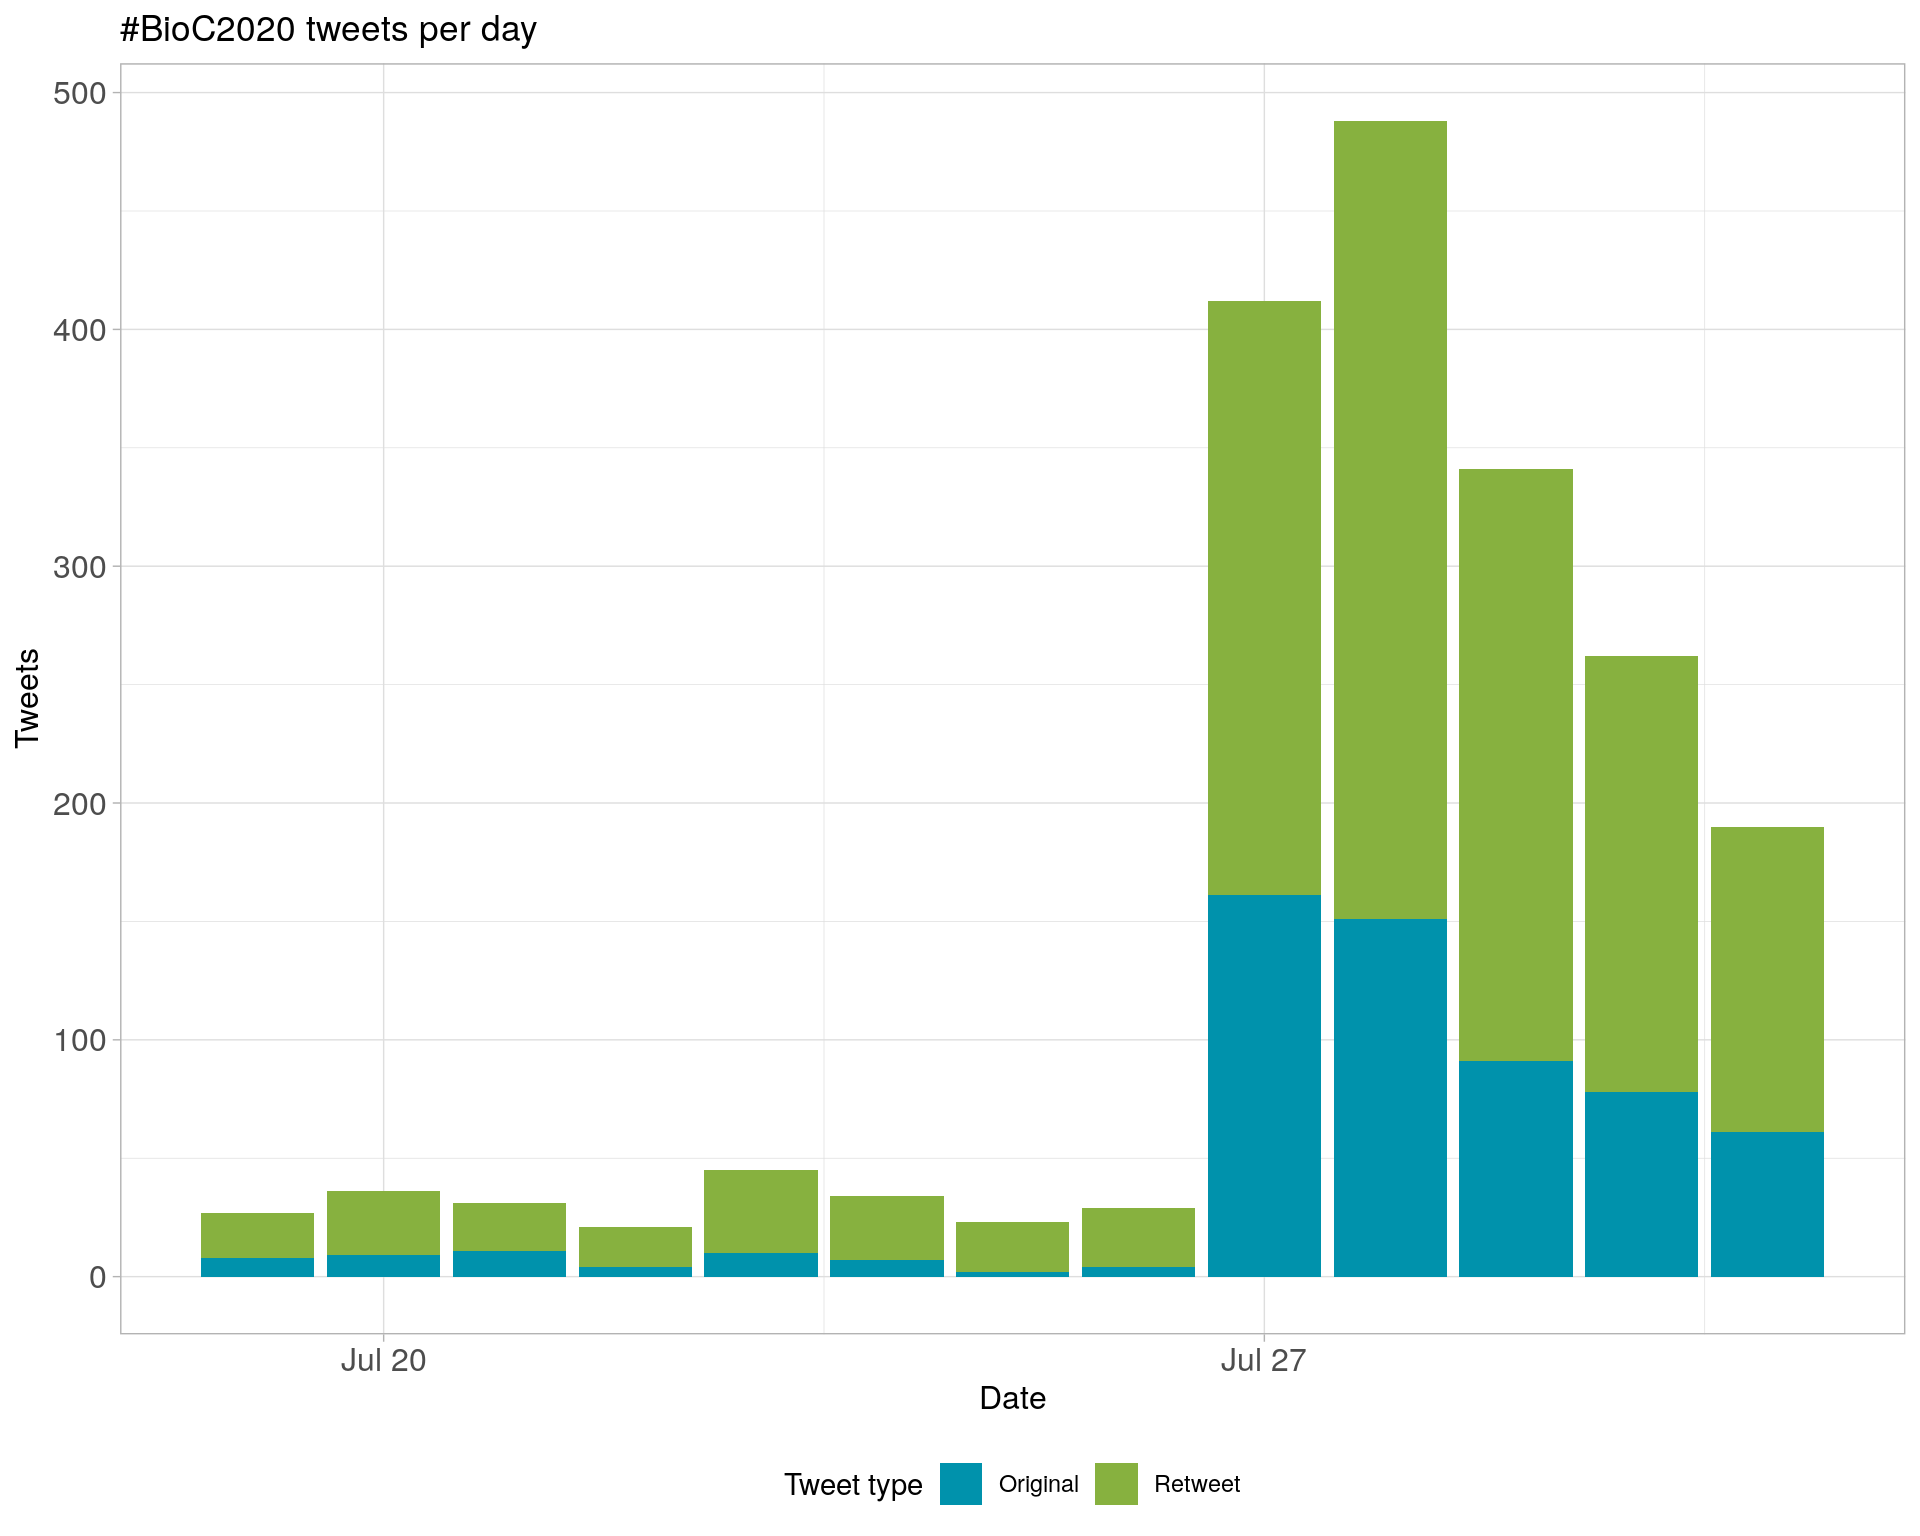 #BioC2020 tweets per day
500
400
300
200
100
0
Tweets
Jul 20
Jul 27
Date
Tweet type
Original
Retweet